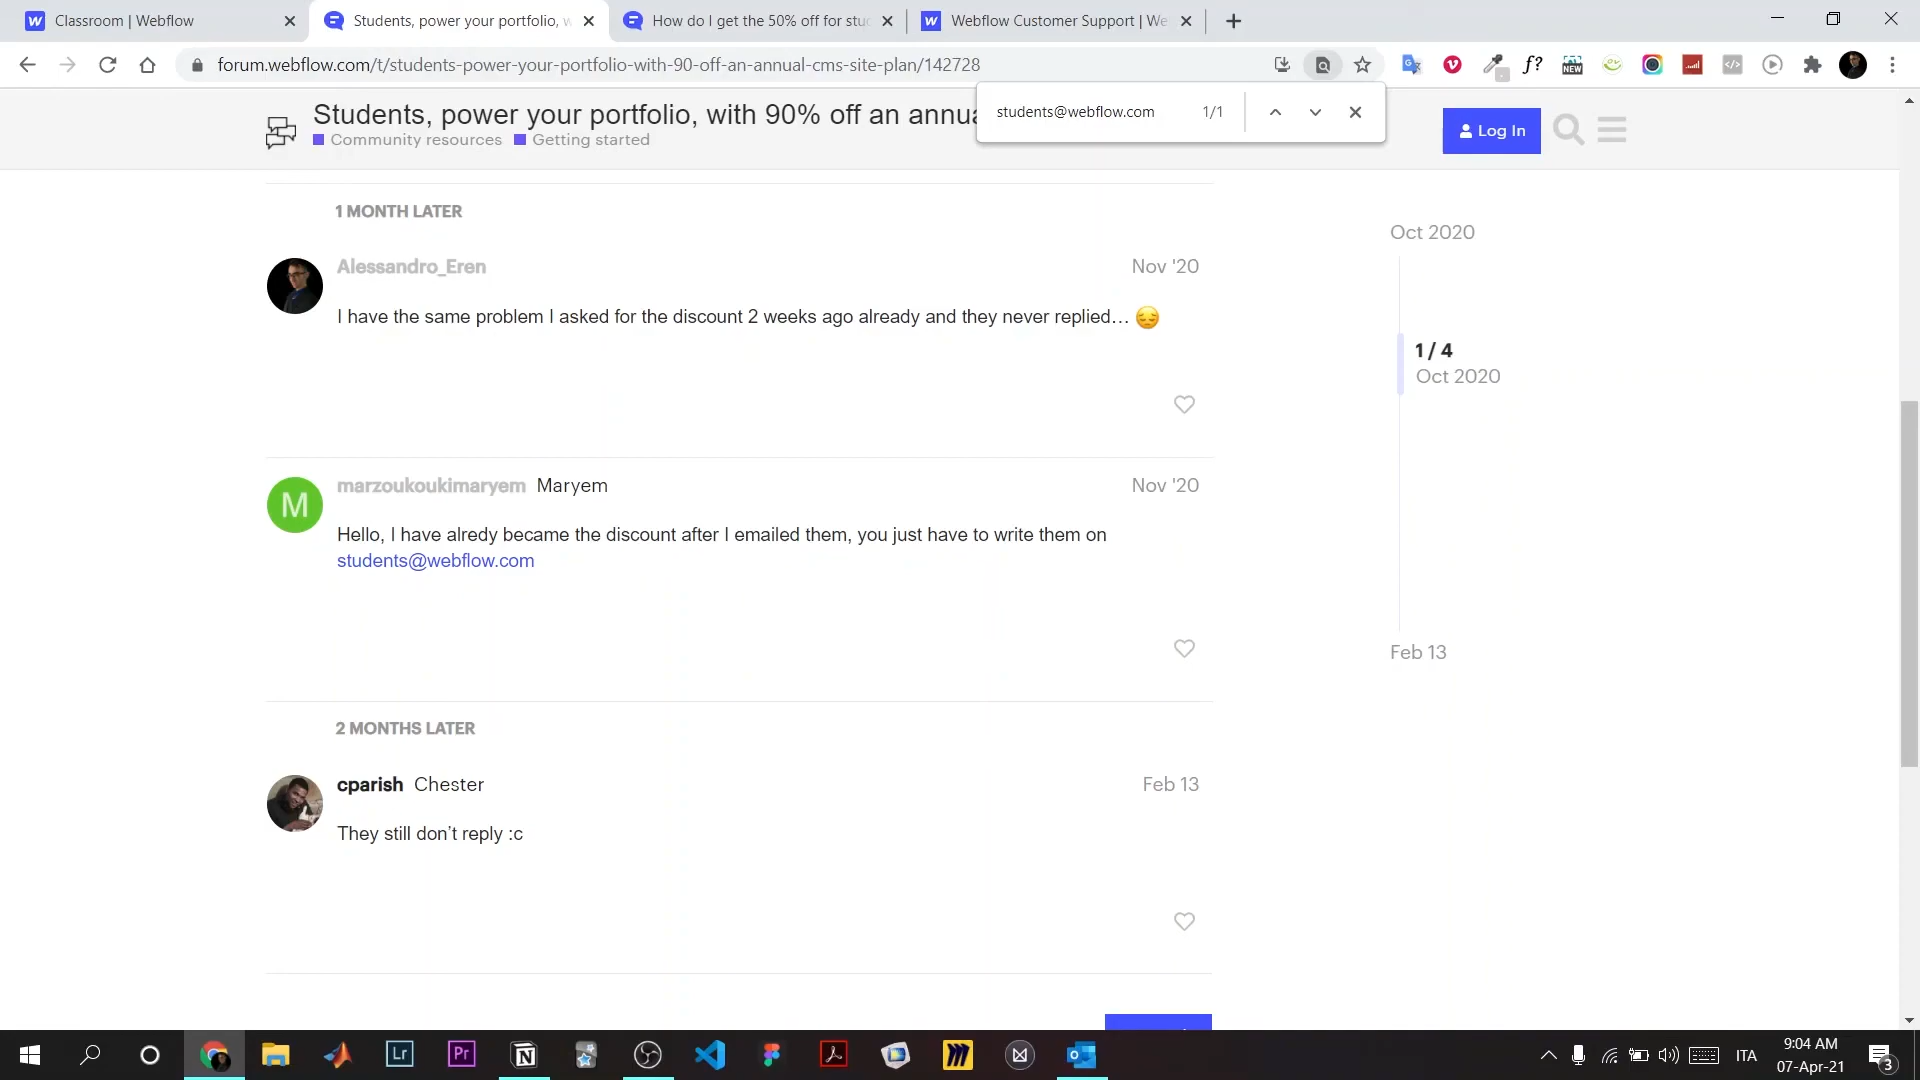 Classroom | Webflow
Students, power your portfolio, w
How do I get the 50% off for stud
Webflow Customer Support | We
forum.webflow.com/t/students-power-your-portfolio-with-90-off-an-annual-cms-site-plan/142728
students@webflow.com 1/1
Students, power your portfolio, with 90% off an annua
Community resources Getting started
Log In
1 MONTH LATER
Alessandro_Eren Nov '20
I have the same problem I asked for the discount 2 weeks ago already and they never replied…
marzoukoukimaryem Maryem Nov '20
Hello, I have alredy became the discount after I emailed them, you just have to write them on
students@webflow.com
2 MONTHS LATER
cparish Chester Feb 13
They still don’t reply :c
Oct 2020
1 / 4
Oct 2020
Feb 13
ITA
9:04 AM
07-Apr-21
3